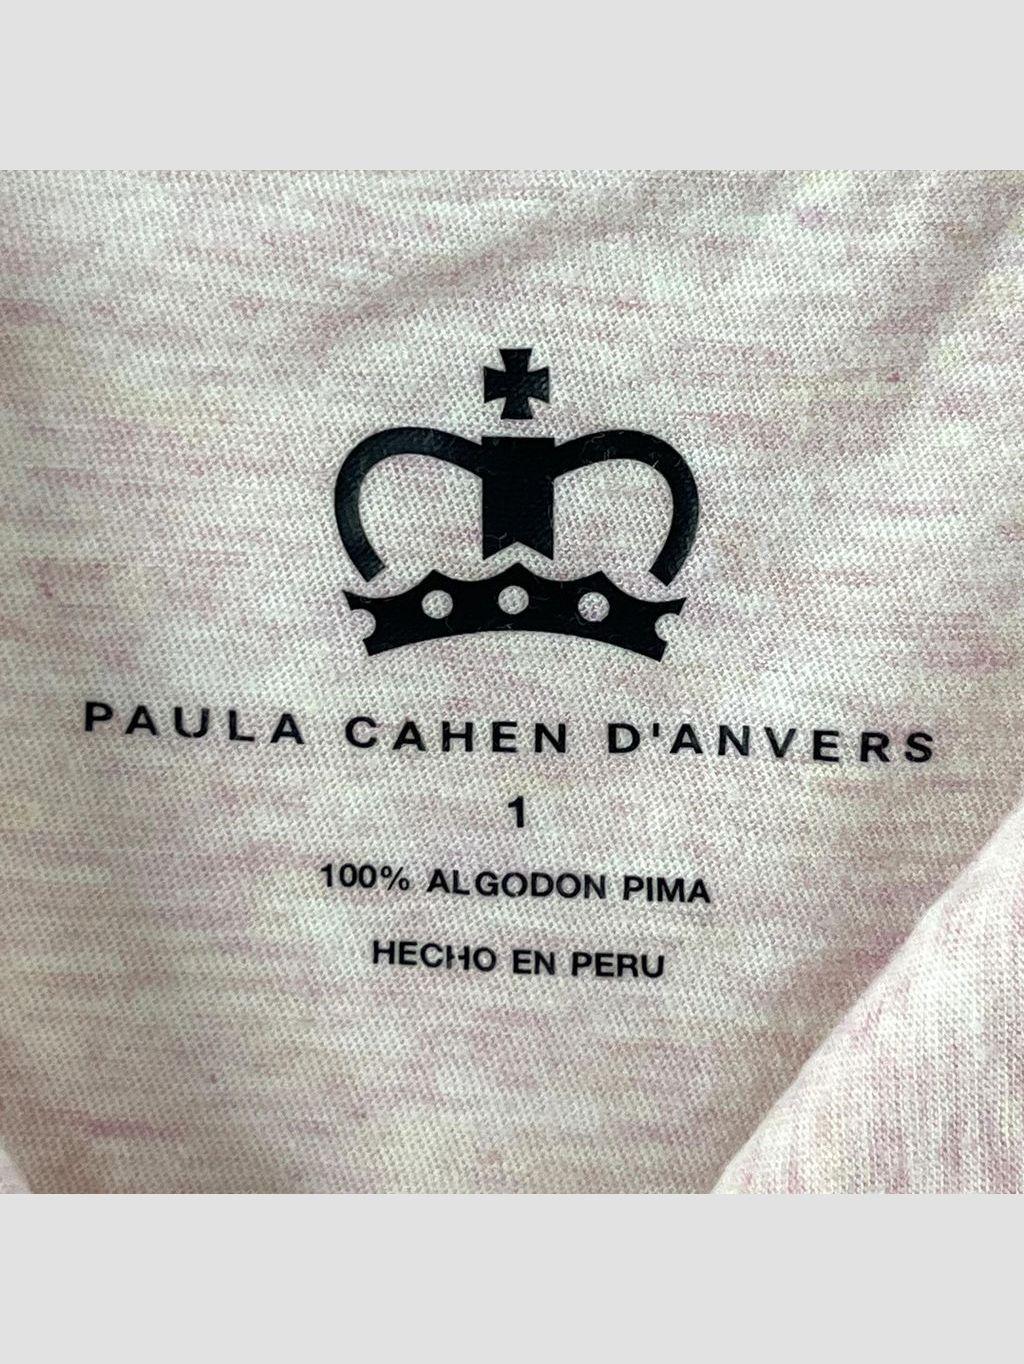 PAULA CAHEN D'ANVERS
1
100% ALGODON PIMA
HECHO EN PERU